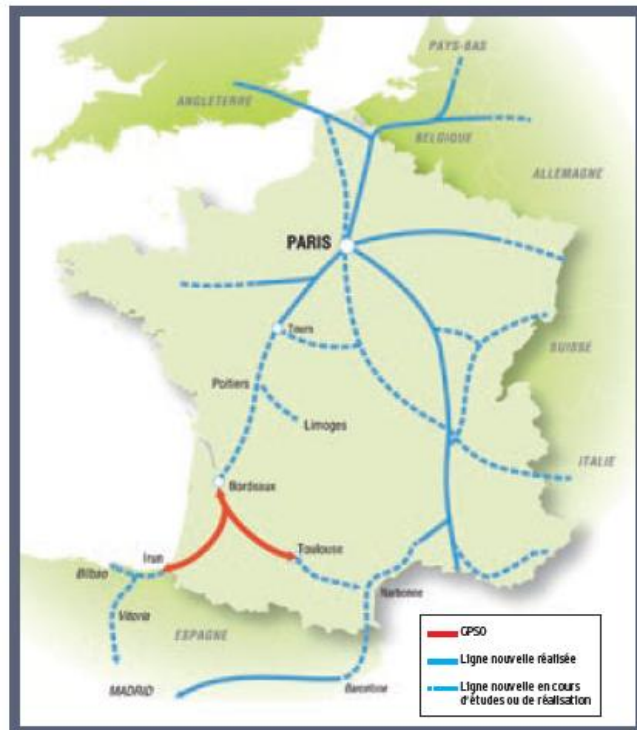 PAYS-BAS
ANGLETERRE
BELGIQUE
ALLEMAGNE
PARIS
Tours
SUISSE
Poitiers
Limoges
ITALIE
Bordeaux
Irun
Toulouse
Bilbao
Narbonne
Vitoria
ESPAGNE
MADRID
Barcelone
GPSO
Ligne nouvelle réalisée
Ligne nouvelle en cours
d'études ou de réalisation